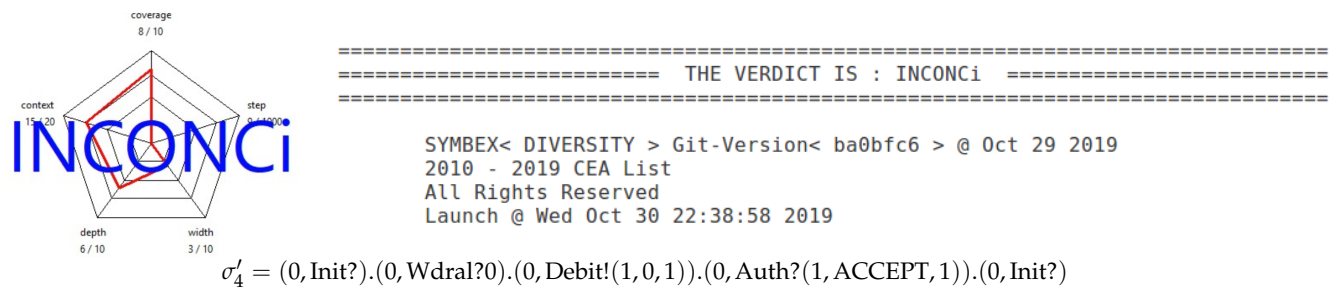 coverage
8 / 10
context
15 / 20
step
9 / 1000
INCONCi
depth
6 / 10
width
3 / 10
================================================================================
========================== THE VERDICT IS : INCONCi ==========================
================================================================================
SYMBEX< DIVERSITY > Git-Version< ba0bfc6 > @ Oct 29 2019
2010 - 2019 CEA List
All Rights Reserved
Launch @ Wed Oct 30 22:38:58 2019
σ′₄ = (0, Init?).(0, Wdral?0).(0, Debit!(1, 0, 1)).(0, Auth?(1, ACCEPT, 1)).(0, Init?)